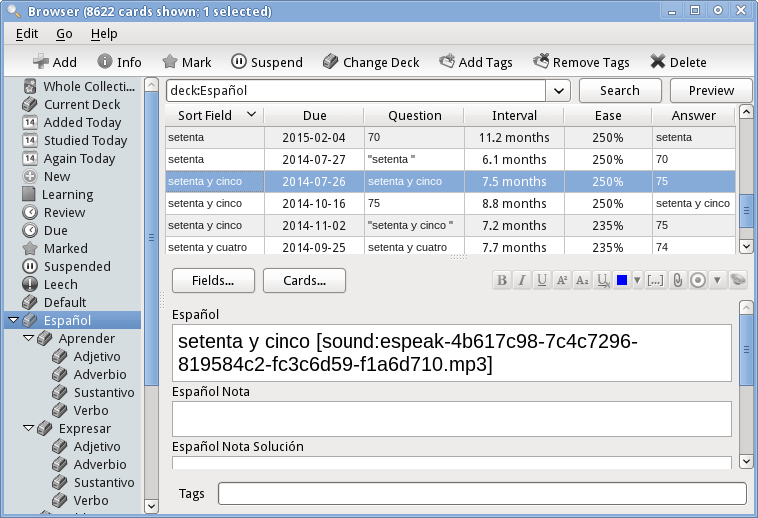 Browser (8622 cards shown; 1 selected)
Edit Go Help
Add Info Mark Suspend Change Deck Add Tags Remove Tags Delete
Whole Collecti...
Current Deck
14 Added Today
14 Studied Today
14 Again Today
New
Learning
Review
Due
Marked
Suspended
Leech
Default
Español
Aprender
Adjetivo
Adverbio
Sustantivo
Verbo
Expresar
Adjetivo
Adverbio
Sustantivo
Verbo
deck:Español Search Preview
Sort Field Due Question Interval Ease Answer
setenta 2015-02-04 70 11.2 months 250% setenta
setenta 2014-07-27 "setenta " 6.1 months 250% 70
setenta y cinco 2014-07-26 setenta y cinco 7.5 months 250% 75
setenta y cinco 2014-10-16 75 8.8 months 250% setenta y cinco
setenta y cinco 2014-11-02 "setenta y cinco " 7.2 months 235% 75
setenta y cuatro 2014-09-25 setenta y cuatro 7.7 months 235% 74
Fields... Cards... B I U A² A₂ U [...]
Español
setenta y cinco [sound:espeak-4b617c98-7c4c7296-
819584c2-fc3c6d59-f1a6d710.mp3]
Español Nota
Español Nota Solución
Tags